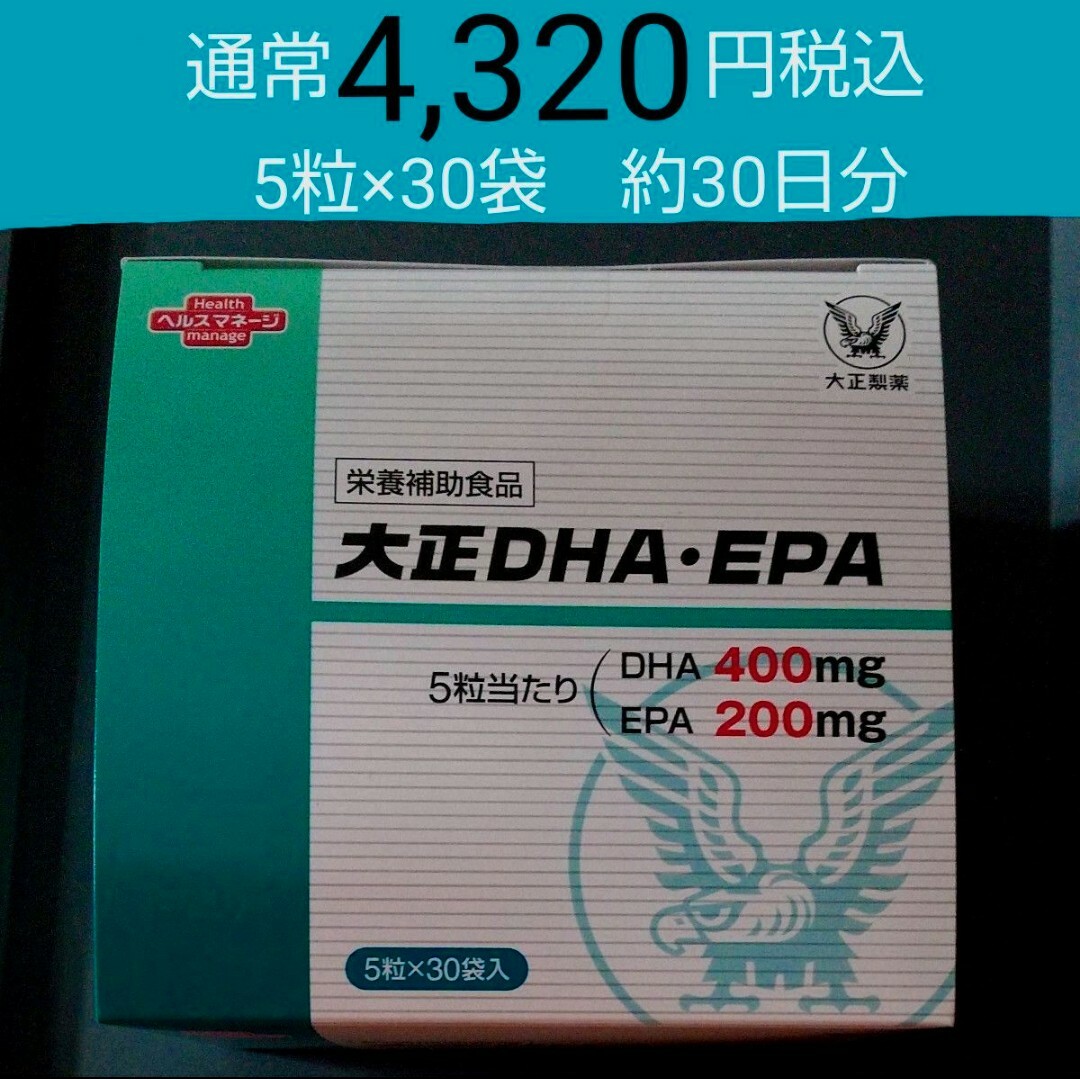 通常4,320円税込
5粒×30袋　約30日分
Health
ヘルスマネージ
manage
大正製薬
栄養補助食品
大正DHA・EPA
5粒当たり
DHA 400mg
EPA 200mg
5粒×30袋入